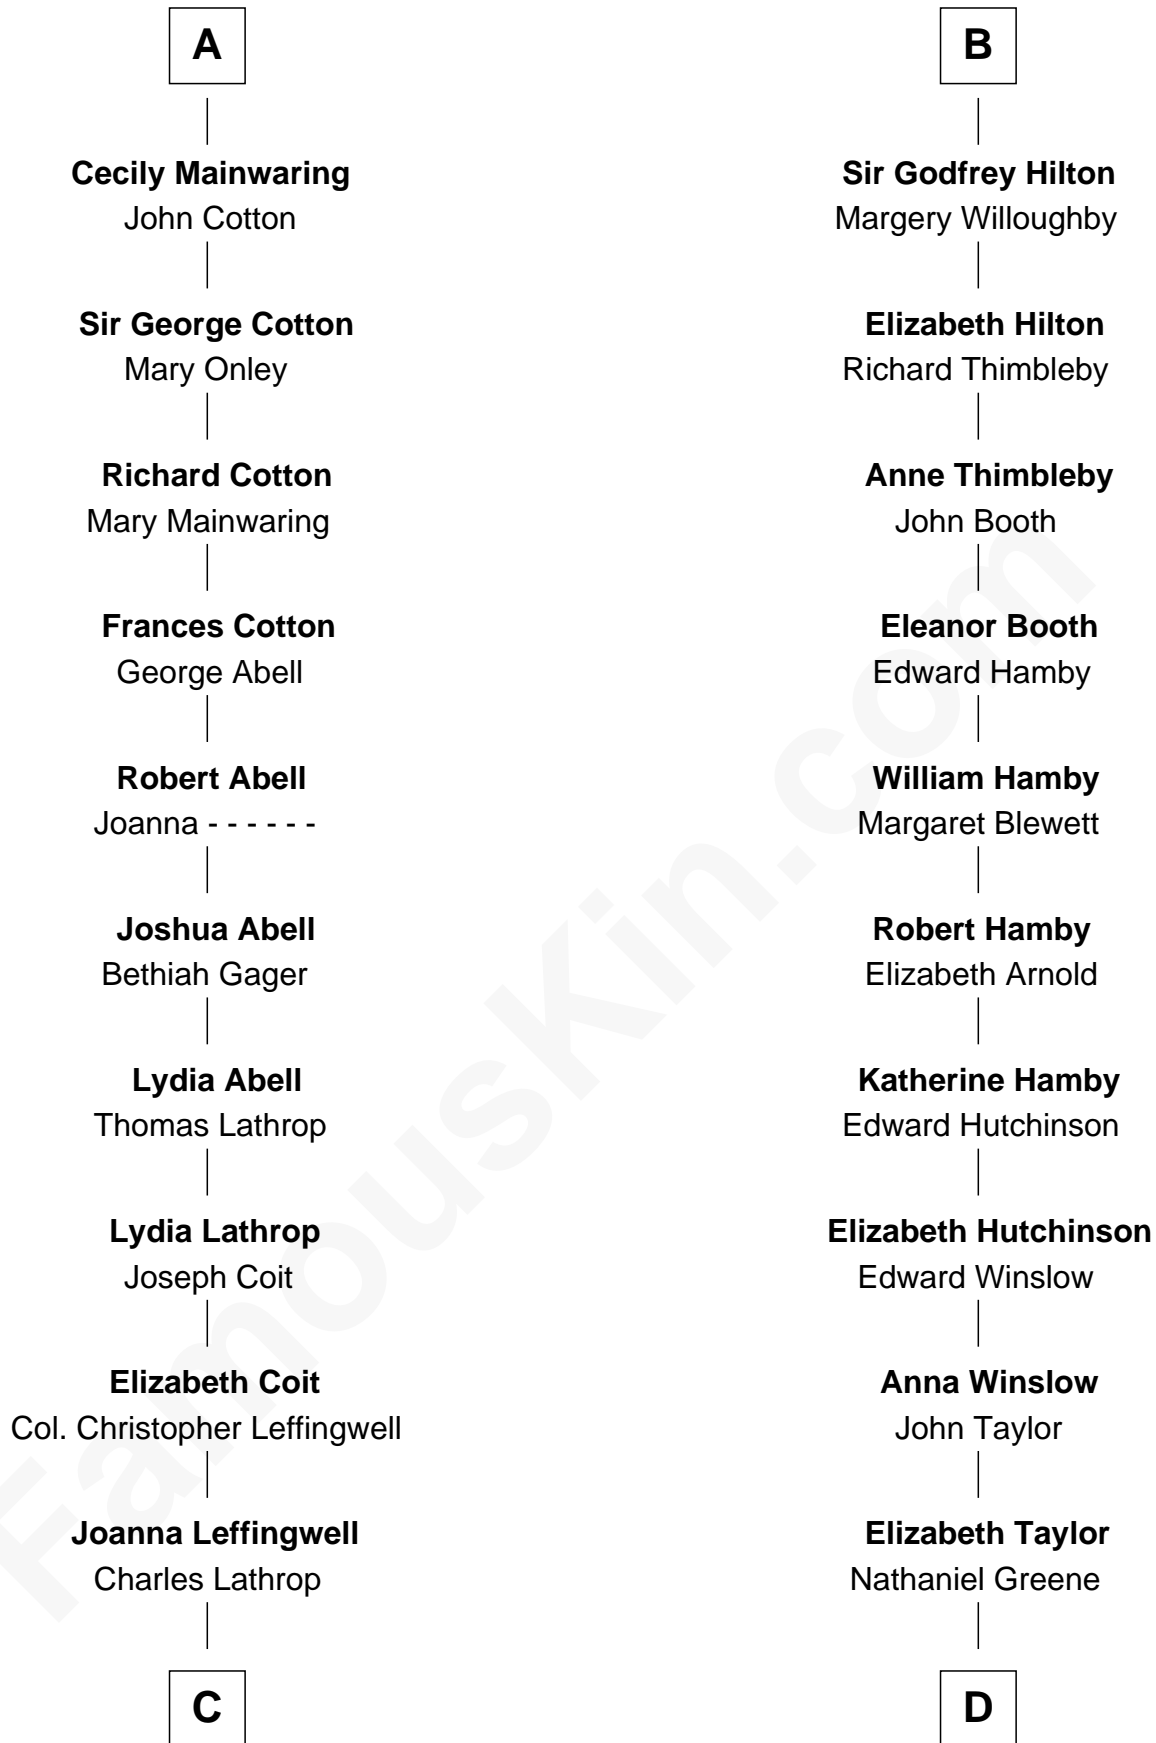 A
Cecily Mainwaring
John Cotton
Sir George Cotton
Mary Onley
Richard Cotton
Mary Mainwaring
Frances Cotton
George Abell
Robert Abell
Joanna - - - - - -
Joshua Abell
Bethiah Gager
Lydia Abell
Thomas Lathrop
Lydia Lathrop
Joseph Coit
Elizabeth Coit
Col. Christopher Leffingwell
Joanna Leffingwell
Charles Lathrop
C
B
Sir Godfrey Hilton
Margery Willoughby
Elizabeth Hilton
Richard Thimbleby
Anne Thimbleby
John Booth
Eleanor Booth
Edward Hamby
William Hamby
Margaret Blewett
Robert Hamby
Elizabeth Arnold
Katherine Hamby
Edward Hutchinson
Elizabeth Hutchinson
Edward Winslow
Anna Winslow
John Taylor
Elizabeth Taylor
Nathaniel Greene
D
FamousKin.com